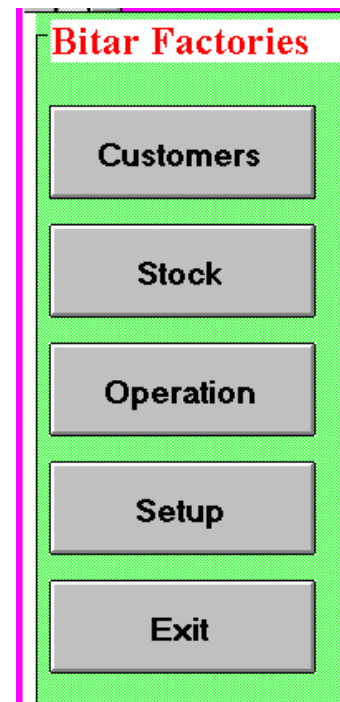 Bitar Factories
Customers
Stock
Operation
Setup
Exit